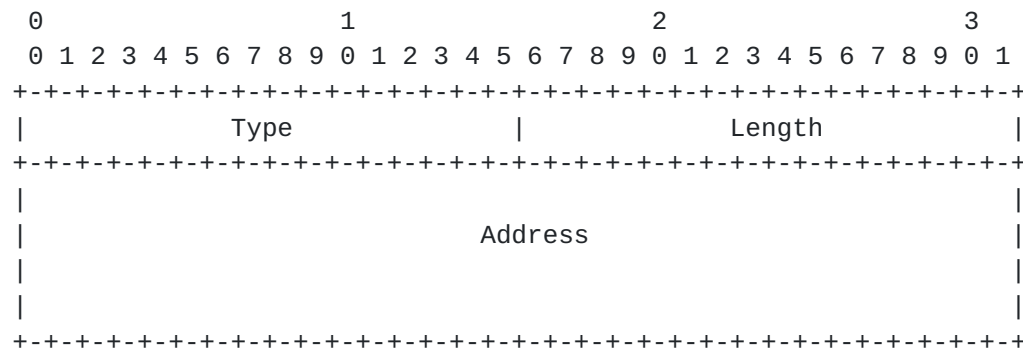 0                   1                   2                   3
 0 1 2 3 4 5 6 7 8 9 0 1 2 3 4 5 6 7 8 9 0 1 2 3 4 5 6 7 8 9 0 1
+-+-+-+-+-+-+-+-+-+-+-+-+-+-+-+-+-+-+-+-+-+-+-+-+-+-+-+-+-+-+-+-+
|             Type              |             Length            |
+-+-+-+-+-+-+-+-+-+-+-+-+-+-+-+-+-+-+-+-+-+-+-+-+-+-+-+-+-+-+-+-+
|                                                               |
|                             Address                           |
|                                                               |
|                                                               |
+-+-+-+-+-+-+-+-+-+-+-+-+-+-+-+-+-+-+-+-+-+-+-+-+-+-+-+-+-+-+-+-+